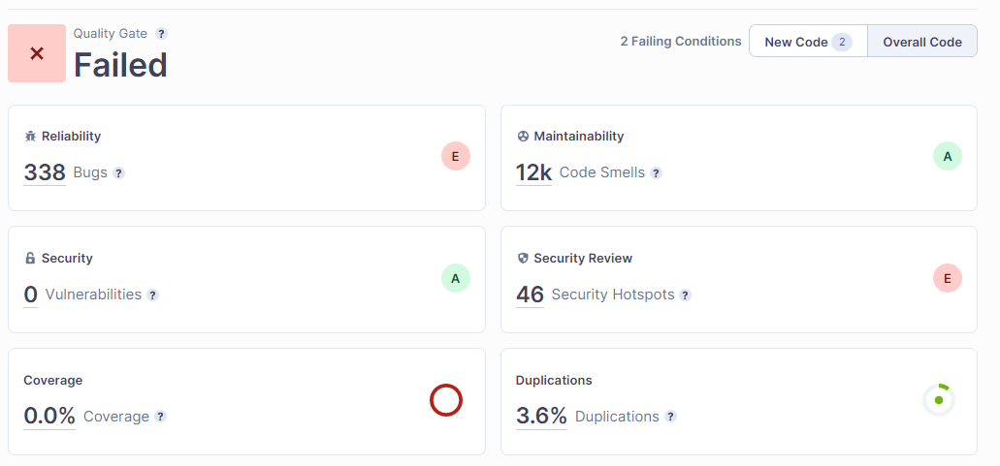 Quality Gate ?
Failed
2 Failing Conditions New Code 2 Overall Code
Reliability
338 Bugs ?
E
Maintainability
12k Code Smells ?
A
Security
0 Vulnerabilities ?
A
Security Review
46 Security Hotspots ?
E
Coverage
0.0% Coverage ?
Duplications
3.6% Duplications ?